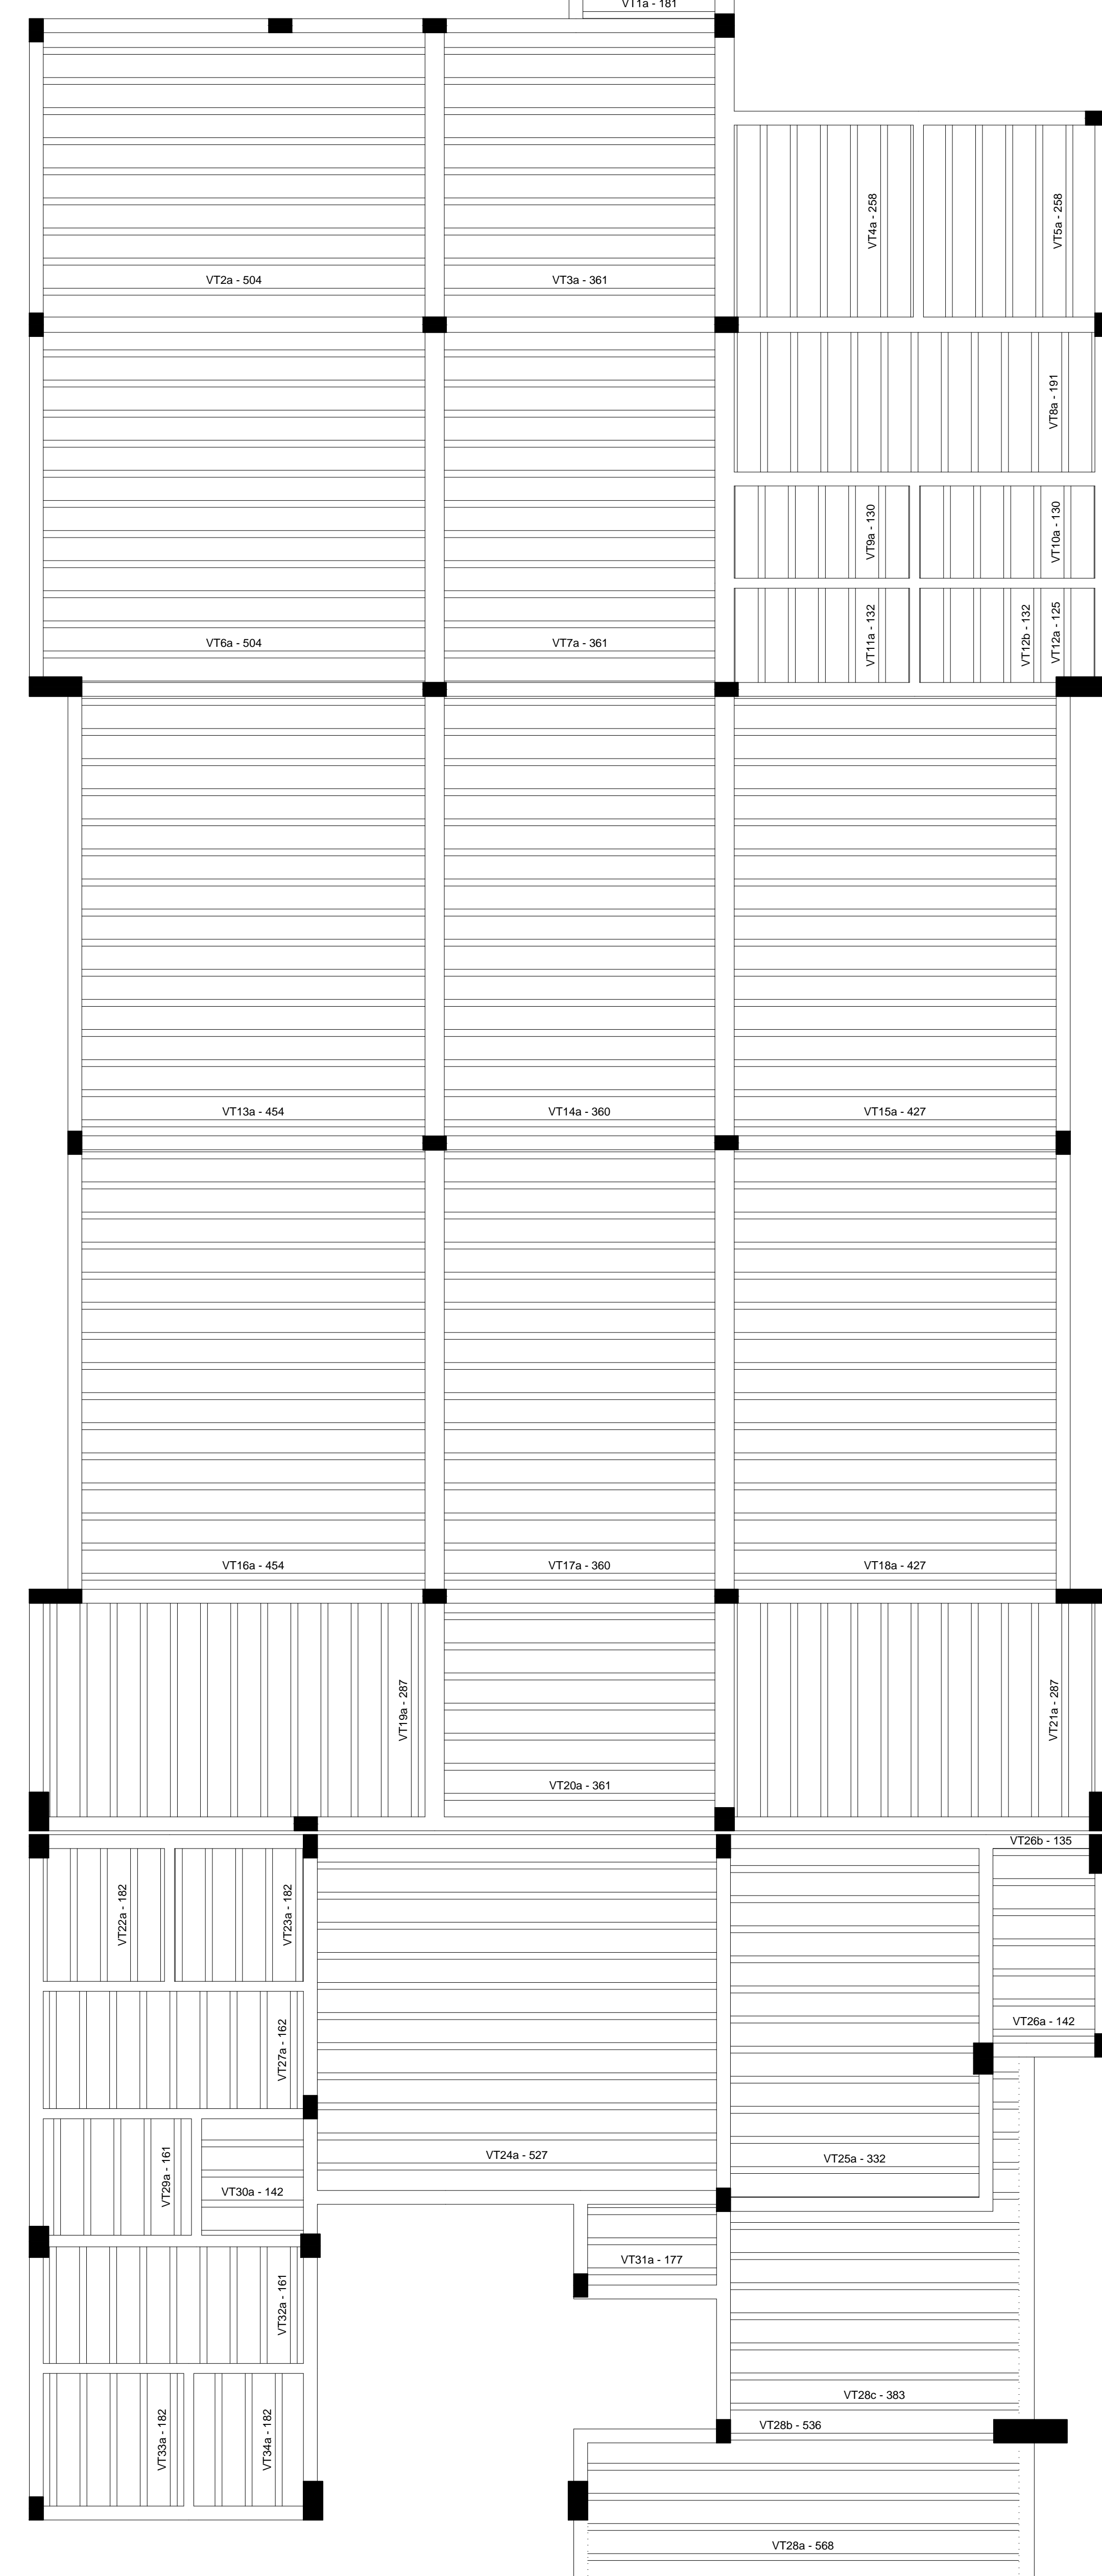 VT1a - 181
VT2a - 504
VT3a - 361
VT4a - 258
VT5a - 258
VT6a - 504
VT7a - 361
VT8a - 191
VT9a - 130
VT10a - 130
VT11a - 132
VT12b - 132
VT12a - 125
VT13a - 454
VT14a - 360
VT15a - 427
VT16a - 454
VT17a - 360
VT18a - 427
VT19a - 287
VT20a - 361
VT21a - 287
VT26b - 135
VT22a - 182
VT23a - 182
VT26a - 142
VT27a - 162
VT24a - 527
VT25a - 332
VT29a - 161
VT30a - 142
VT31a - 177
VT32a - 161
VT28c - 383
VT28b - 536
VT33a - 182
VT34a - 182
VT28a - 568